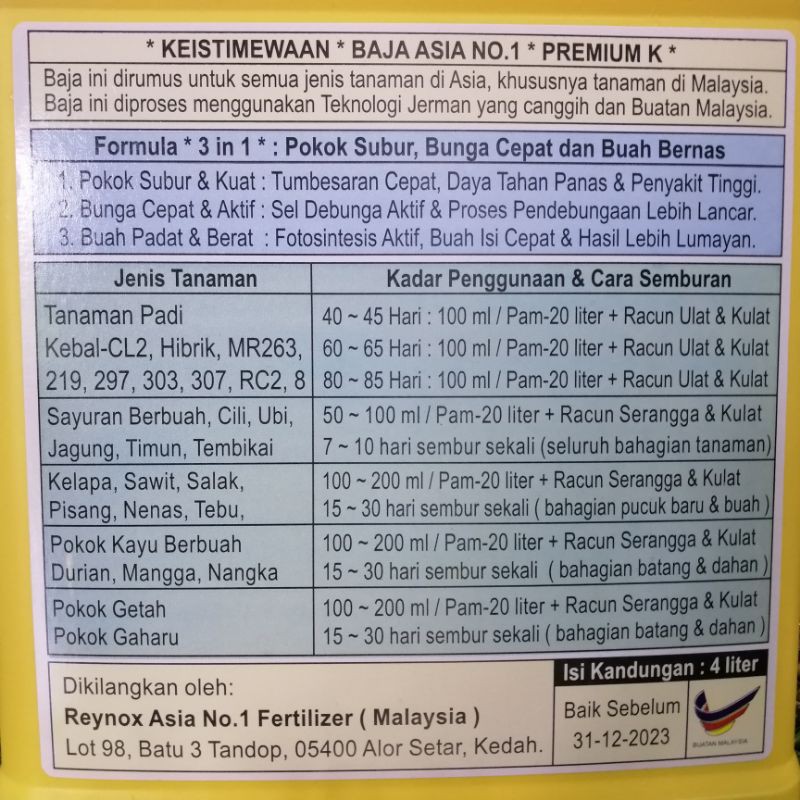 * KEISTIMEWAAN * BAJA ASIA NO.1 * PREMIUM K *
Baja ini dirumus untuk semua jenis tanaman di Asia, khususnya tanaman di Malaysia.
Baja ini diproses menggunakan Teknologi Jerman yang canggih dan Buatan Malaysia.
Formula * 3 in 1 * : Pokok Subur, Bunga Cepat dan Buah Bernas
1. Pokok Subur & Kuat : Tumbesaran Cepat, Daya Tahan Panas & Penyakit Tinggi.
2. Bunga Cepat & Aktif : Sel Debunga Aktif & Proses Pendebungaan Lebih Lancar.
3. Buah Padat & Berat : Fotosintesis Aktif, Buah Isi Cepat & Hasil Lebih Lumayan.
Jenis Tanaman
Kadar Penggunaan & Cara Semburan
Tanaman Padi
Kebal-CL2, Hibrik, MR263,
219, 297, 303, 307, RC2, 8
40 ~ 45 Hari : 100 ml / Pam-20 liter + Racun Ulat & Kulat
60 ~ 65 Hari : 100 ml / Pam-20 liter + Racun Ulat & Kulat
80 ~ 85 Hari : 100 ml / Pam-20 liter + Racun Ulat & Kulat
Sayuran Berbuah, Cili, Ubi,
Jagung, Timun, Tembikai
50 ~ 100 ml / Pam-20 liter + Racun Serangga & Kulat
7 ~ 10 hari sembur sekali (seluruh bahagian tanaman)
Kelapa, Sawit, Salak,
Pisang, Nenas, Tebu,
100 ~ 200 ml / Pam-20 liter + Racun Serangga & Kulat
15 ~ 30 hari sembur sekali ( bahagian pucuk baru & buah )
Pokok Kayu Berbuah
Durian, Mangga, Nangka
100 ~ 200 ml / Pam-20 liter + Racun Serangga & Kulat
15 ~ 30 hari sembur sekali ( bahagian batang & dahan )
Pokok Getah
Pokok Gaharu
100 ~ 200 ml / Pam-20 liter + Racun Serangga & Kulat
15 ~ 30 hari sembur sekali ( bahagian batang & dahan )
Dikilangkan oleh:
Reynox Asia No.1 Fertilizer ( Malaysia )
Lot 98, Batu 3 Tandop, 05400 Alor Setar, Kedah.
Isi Kandungan : 4 liter
Baik Sebelum
31-12-2023
BUATAN MALAYSIA